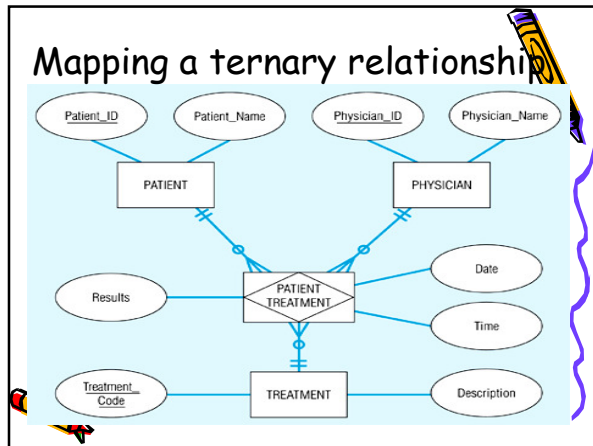 Mapping a ternary relationship
Patient_ID
Patient_Name
Physician_ID
Physician_Name
PATIENT
PHYSICIAN
Date
Results
PATIENT
TREATMENT
Time
Treatment_
Code
TREATMENT
Description